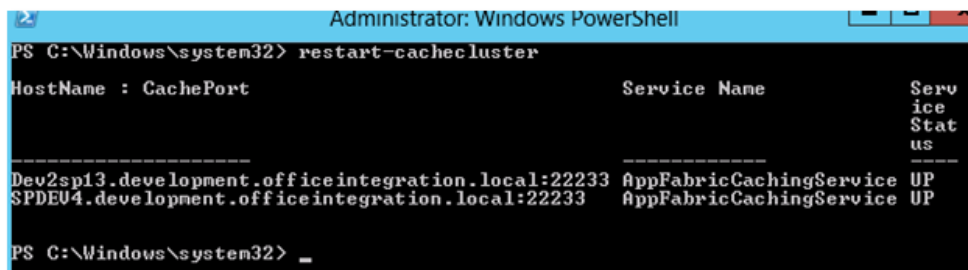 Administrator: Windows PowerShell
PS C:\Windows\system32> restart-cachecluster
HostName : CachePort Service Name Serv
ice
Stat
us
-------------------- ------------ ----
Dev2sp13.development.officeintegration.local:22233 AppFabricCachingService UP
SPDEV4.development.officeintegration.local:22233 AppFabricCachingService UP
PS C:\Windows\system32> _